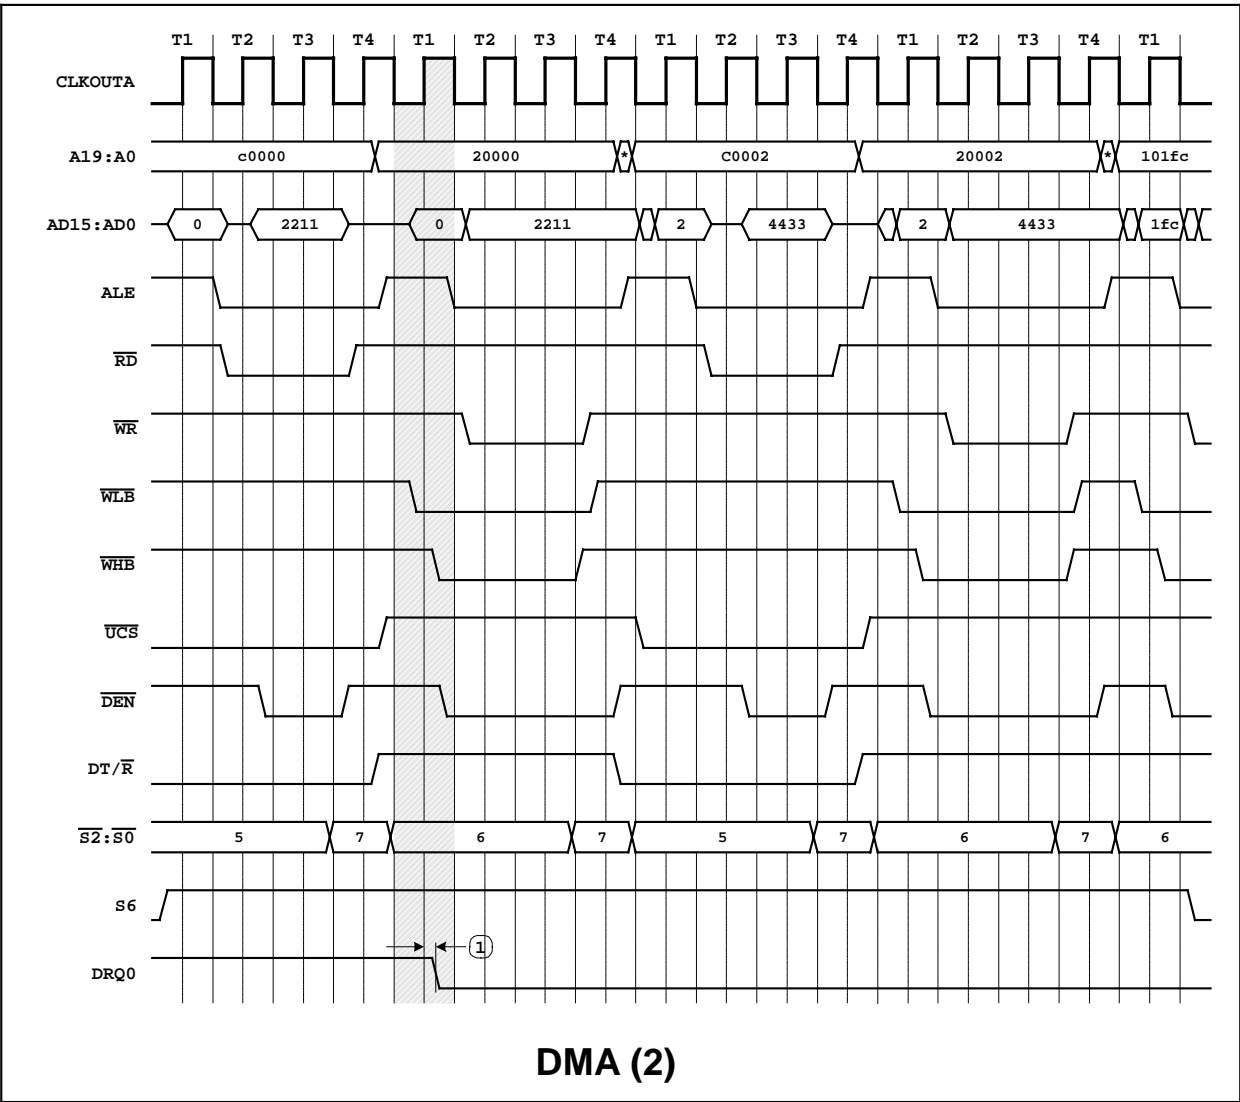 T1 T2 T3 T4 T1 T2 T3 T4 T1 T2 T3 T4 T1 T2 T3 T4 T1
CLKOUTA
A19:A0 c0000 20000 * C0002 20002 * 101fc
AD15:AD0 0 2211 0 2211 2 4433 2 4433 1fc
ALE
RD
WR
WLB
WHB
UCS
DEN
DT/R
S2:S0 5 7 6 7 5 7 6 7 6
S6
1
DRQ0
DMA (2)